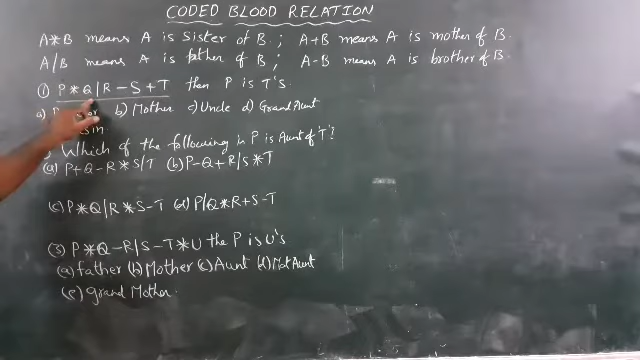 CODED BLOOD RELATION
A*B means A is Sister of B ; A+B means A is mother of B.
A/B means A is father of B ; A-B means A is brother of B.
① P * Q/R - S + T then P is T's.
a) b) Mother c) Uncle d) Grand Aunt
Which of the following in P is Aunt of T'?
(a) P+Q-R*S/T (b) P-Q+R/S*T
(c) P*Q/R*S-T (d) P/Q*R+S-T
(3) P*Q-R/S-T*U the P is U's
(a) father (b) Mother (c) Aunt (d) Not Aunt
(e) Grand Mother.